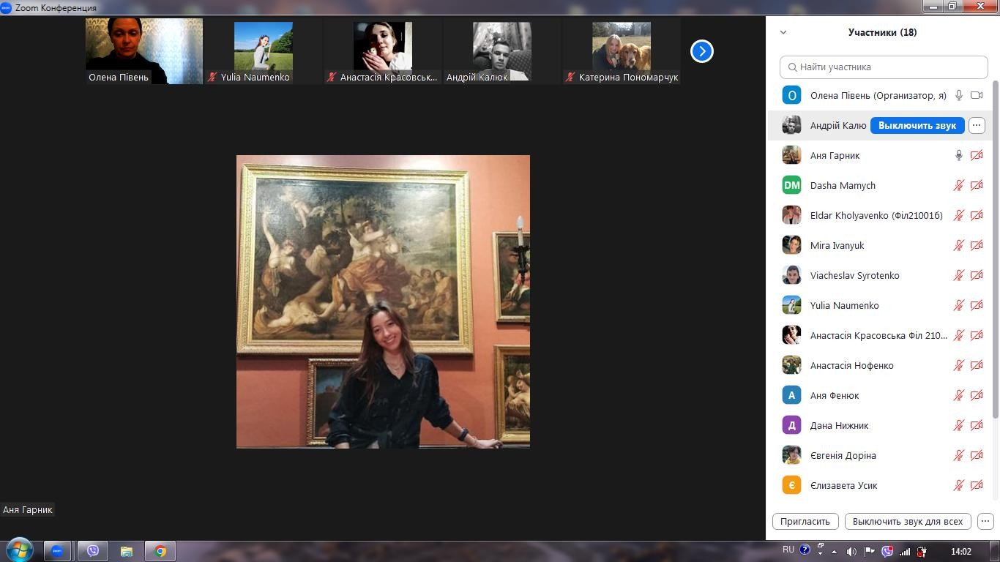 Zoom Конференция
Олена Півень
Yulia Naumenko
Анастасія Красовськ...
Андрій Калюк
Катерина Пономарчук
Аня Гарник
Участники (18)
Найти участника
О Олена Півень (Организатор, я)
Андрій Калю Выключить звук
Аня Гарник
DM Dasha Mamych
Eldar Kholyavenko (Філ21001б)
Mira Ivanyuk
Viacheslav Syrotenko
Yulia Naumenko
Анастасія Красовська Філ 210...
Анастасія Нофенко
А Аня Фенюк
Д Дана Нижник
Євгенія Доріна
Є Єлизавета Усик
Пригласить Выключить звук для всех
zoom RU 14:02